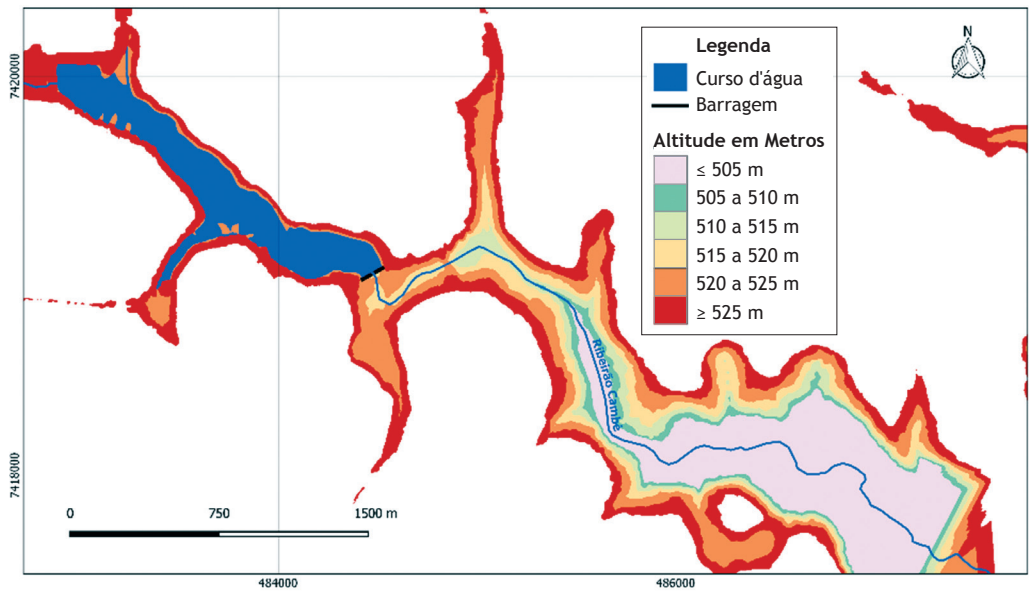 N
Legenda
Curso d'água
Barragem
Altitude em Metros
≤ 505 m
505 a 510 m
510 a 515 m
515 a 520 m
520 a 525 m
≥ 525 m
7420000
7418000
Ribeirão Cambé
0 750 1500 m
484000 486000